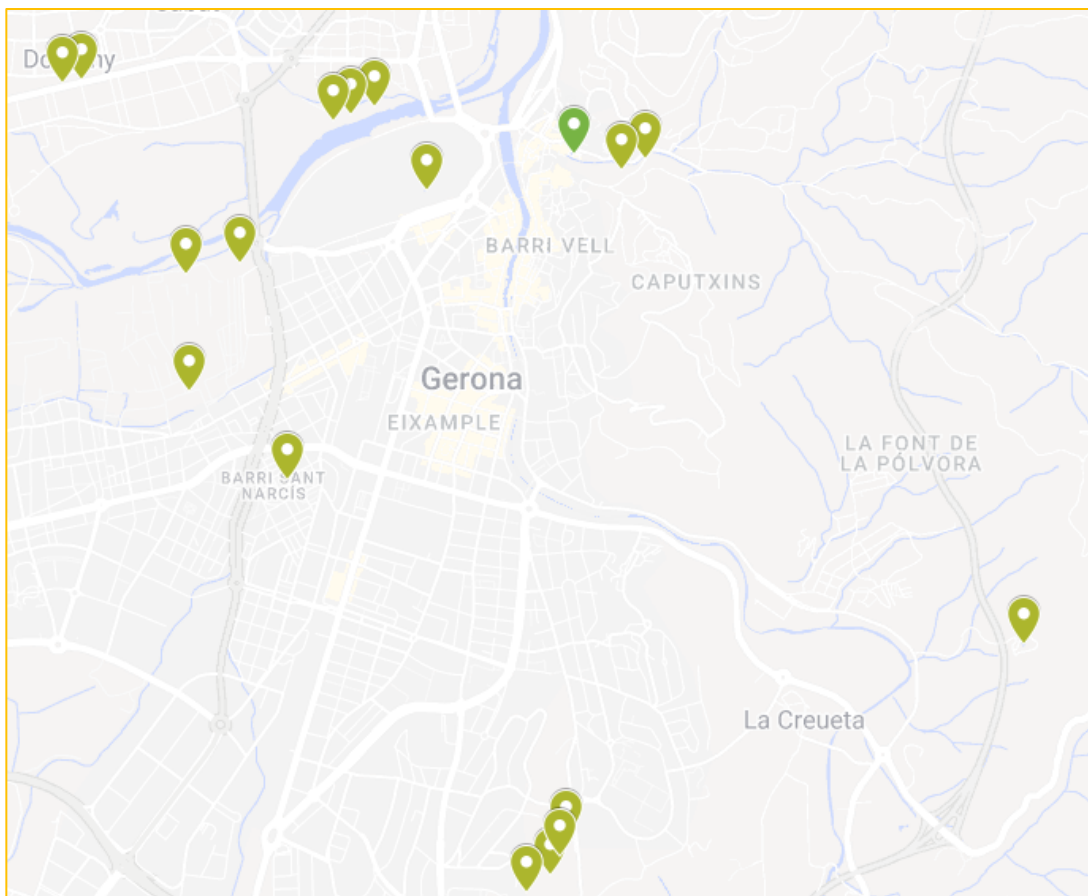 BARRI VELL
CAPUTXINS
Gerona
EIXAMPLE
LA FONT DE
LA PÓLVORA
BARRI SANT
NARCÍS
La Creueta